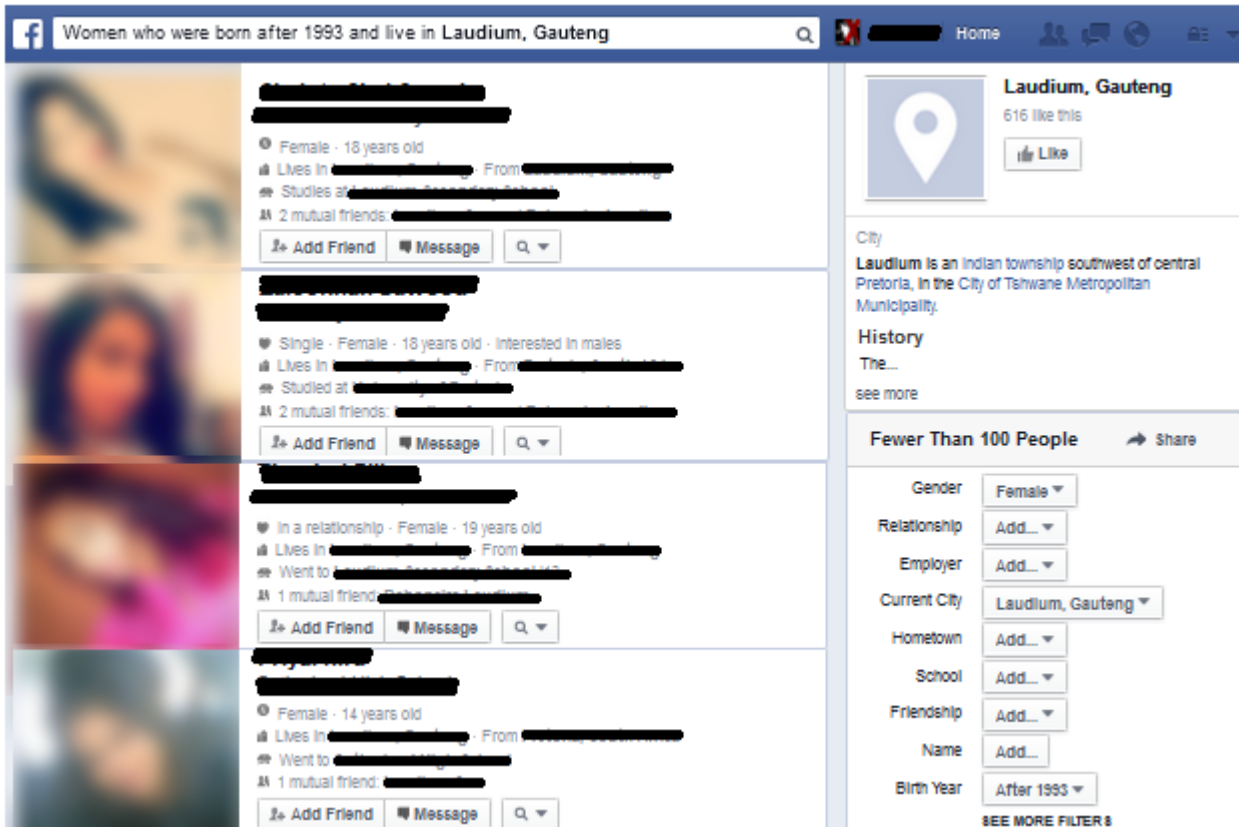 f
Women who were born after 1993 and live in Laudium, Gauteng
Home
Female · 18 years old
Lives in · From
Studies at
2 mutual friends:
Add Friend Message
Single · Female · 18 years old · Interested in males
Lives in · From
Studied at
2 mutual friends:
Add Friend Message
In a relationship · Female · 19 years old
Lives in · From
Went to
1 mutual friend:
Add Friend Message
Female · 14 years old
Lives in · From
Went to
1 mutual friend:
Add Friend Message
Laudium, Gauteng
616 like this
Like
City
Laudium is an Indian township southwest of central
Pretoria, in the City of Tshwane Metropolitan
Municipality.
History
The...
see more
Fewer Than 100 People Share
Gender Female
Relationship Add...
Employer Add...
Current City Laudium, Gauteng
Hometown Add...
School Add...
Friendship Add...
Name Add...
Birth Year After 1993
SEE MORE FILTERS